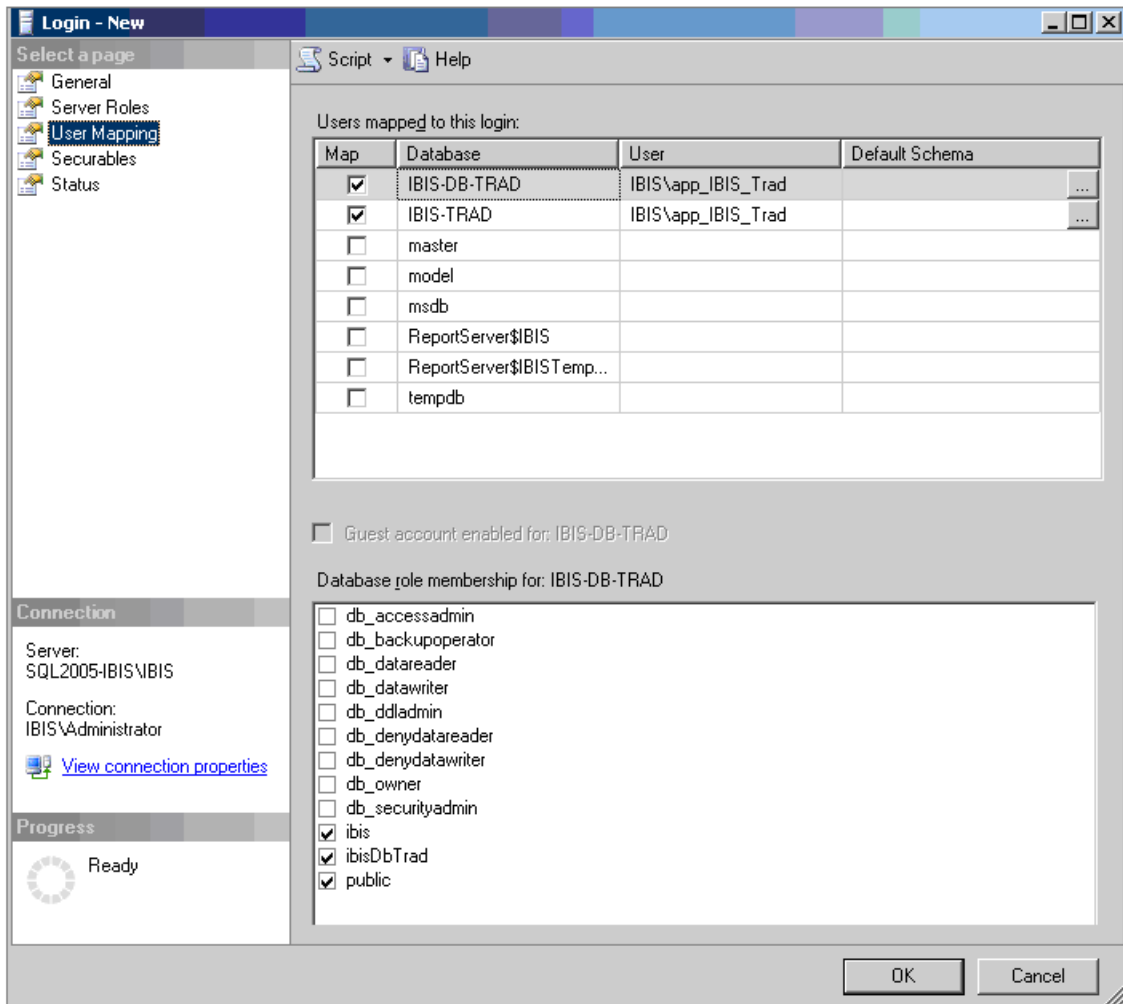 Login - New
Select a page
General
Server Roles
User Mapping
Securables
Status
Connection
Server:
SQL2005-IBIS\IBIS
Connection:
IBIS\Administrator
View connection properties
Progress
Ready
Script Help
Users mapped to this login:
Map Database User Default Schema
IBIS-DB-TRAD IBIS\app_IBIS_Trad ...
IBIS-TRAD IBIS\app_IBIS_Trad ...
master
model
msdb
ReportServer$IBIS
ReportServer$IBISTemp...
tempdb
Guest account enabled for: IBIS-DB-TRAD
Database role membership for: IBIS-DB-TRAD
db_accessadmin
db_backupoperator
db_datareader
db_datawriter
db_ddladmin
db_denydatareader
db_denydatawriter
db_owner
db_securityadmin
ibis
ibisDbTrad
public
OK Cancel